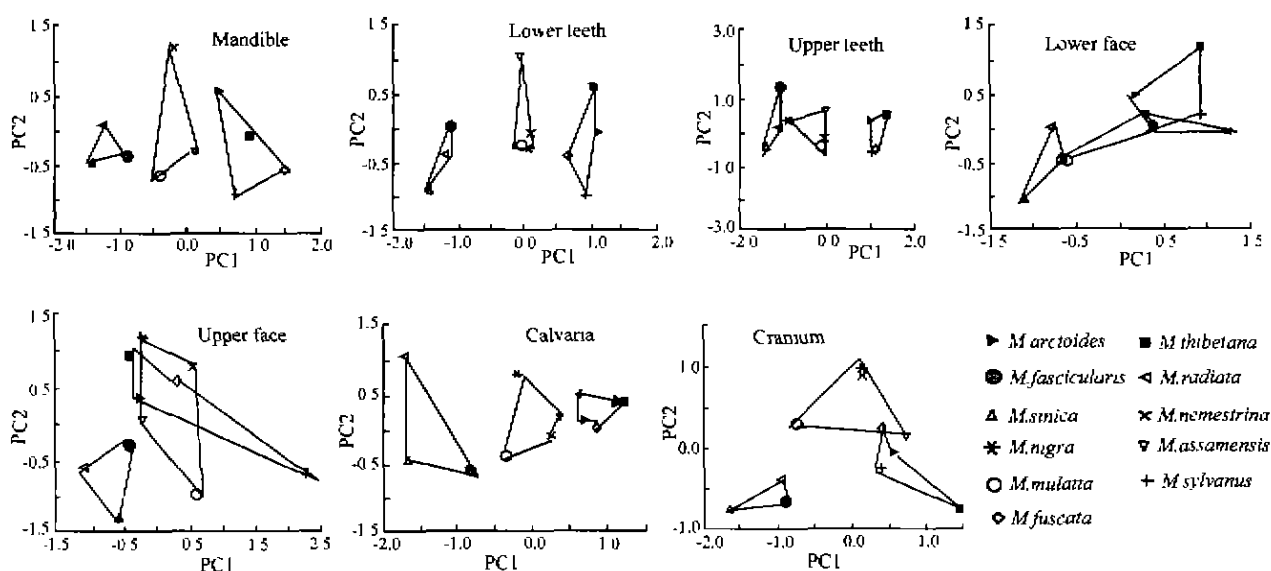 Mandible
1 5
0.5
-0.5
-1 5
PC2
-2 0
-1.0
0.0
1.0
2.0
PC1
Lower teeth
1 5
0.5
-0.5
-1.5
PC2
-2.0
-1.0
0.0
1.0
2.0
PC1
Upper teeth
3.0
1.0
-1 0
-3.0
PC2
-2.0
-1.0
0.0
1.0
2.0
PC1
Lower face
1 5
0.5
-0.5
-1.5
PC2
-1 5
-0.5
0.5
1 5
PC1
Upper face
1 5
0.5
-0.5
-1.5
PC2
-1 5
-0.5
0.5
1.5
2 5
PC1
Calvaria
1 5
0.5
-0.5
-1 5
PC2
-2.0
-1.0
0.0
1 0
PC1
Cranium
1.0
0.0
-1.0
PC2
-2.0
-1.0
0.0
1.0
PC1
M arctoides
M.fascicularis
M.sinica
M.nigra
M.mulatta
M.fuscata
M thibetana
M.radiata
M.nemestrina
M.assamensis
M sylvanus